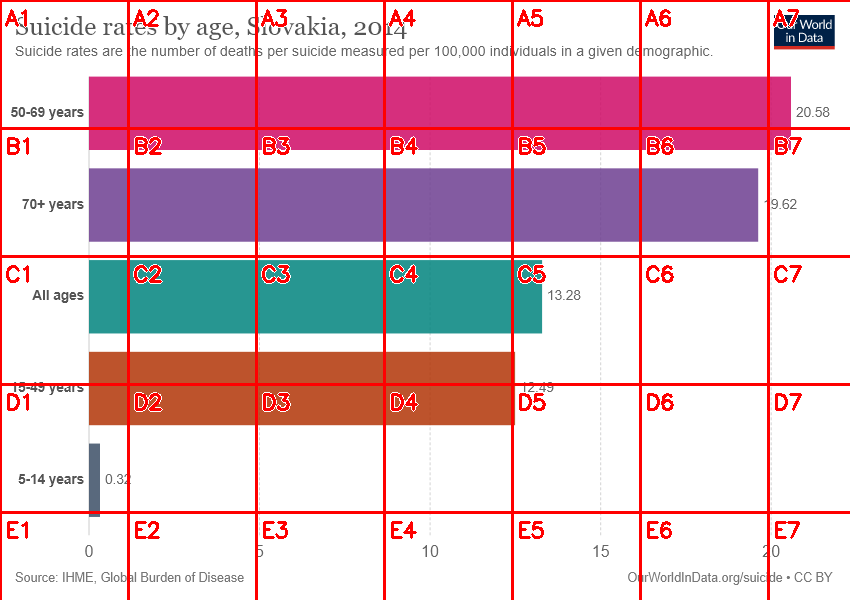 Suicide rates by age, Slovakia, 2014
Our World
in Data
Suicide rates are the number of deaths per suicide measured per 100,000 individuals in a given demographic.
50-69 years 20.58
70+ years 19.62
All ages 13.28
15-49 years 12.49
5-14 years 0.32
0 5 10 15 20
Source: IHME, Global Burden of Disease
OurWorldInData.org/suicide • CC BY
A1 A2 A3 A4 A5 A6 A7
B1 B2 B3 B4 B5 B6 B7
C1 C2 C3 C4 C5 C6 C7
D1 D2 D3 D4 D5 D6 D7
E1 E2 E3 E4 E5 E6 E7